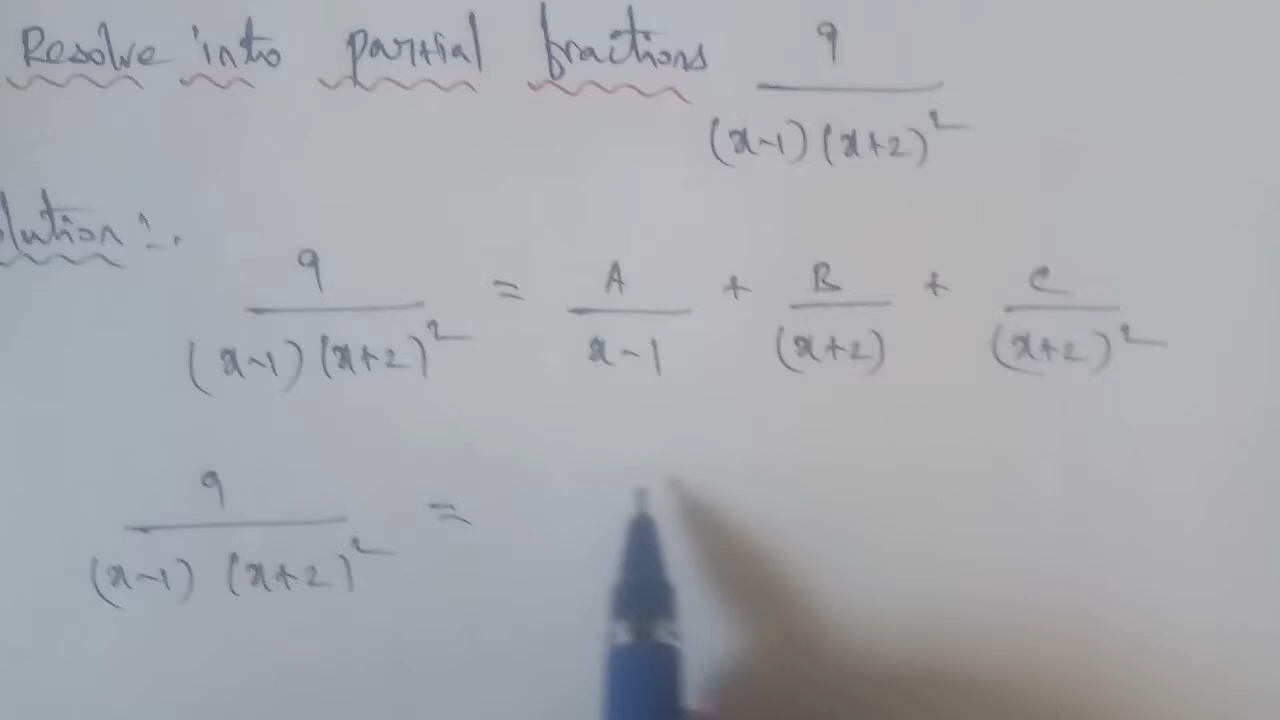 Resolve into partial fractions 9/((x-1)(x+2)²)
lution :-
9/((x-1)(x+2)²) = A/(x-1) + B/(x+2) + C/(x+2)²
9/((x-1)(x+2)²) =